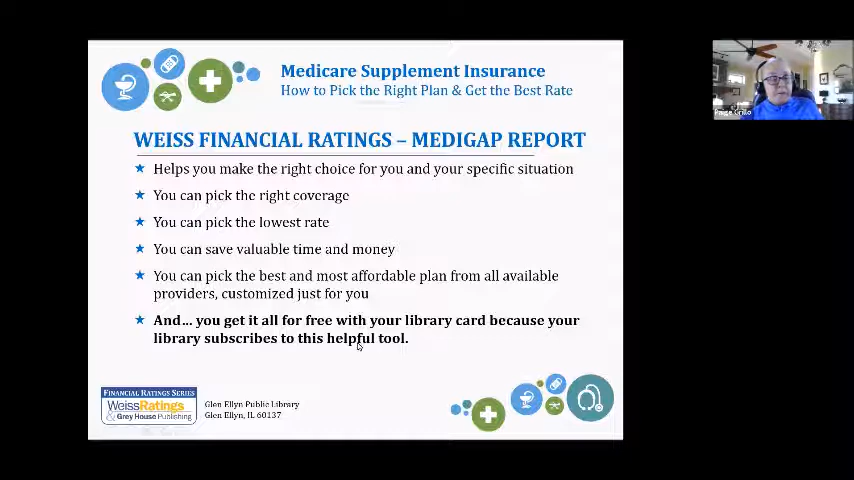 Medicare Supplement Insurance
How to Pick the Right Plan & Get the Best Rate
Paige Grillo
WEISS FINANCIAL RATINGS – MEDIGAP REPORT
Helps you make the right choice for you and your specific situation
You can pick the right coverage
You can pick the lowest rate
You can save valuable time and money
You can pick the best and most affordable plan from all available
providers, customized just for you
And... you get it all for free with your library card because your
library subscribes to this helpful tool.
FINANCIAL RATINGS SERIES
WeissRatings
& Grey House Publishing
Glen Ellyn Public Library
Glen Ellyn, IL 60137